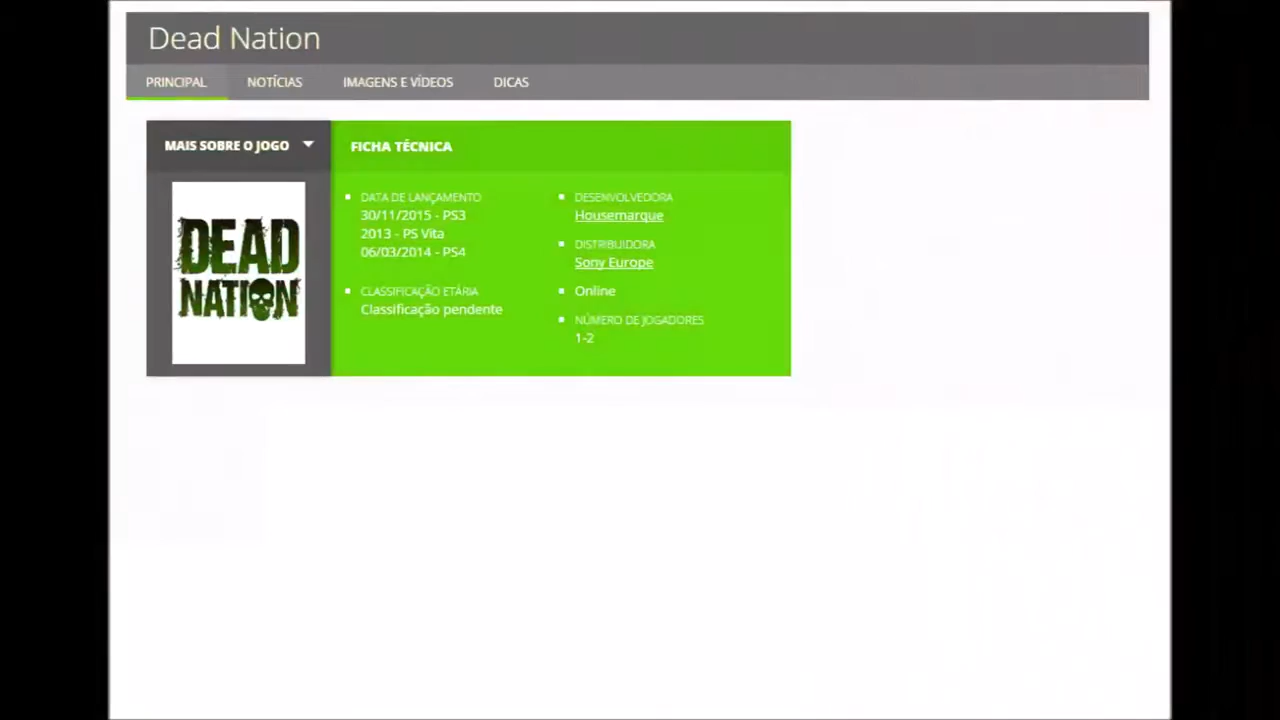 Dead Nation
PRINCIPAL NOTÍCIAS IMAGENS E VÍDEOS DICAS
MAIS SOBRE O JOGO
DEAD
NATION
FICHA TÉCNICA
DATA DE LANÇAMENTO
30/11/2015 - PS3
2013 - PS Vita
06/03/2014 - PS4
CLASSIFICAÇÃO ETÁRIA
Classificação pendente
DESENVOLVEDORA
Housemarque
DISTRIBUIDORA
Sony Europe
Online
NÚMERO DE JOGADORES
1-2